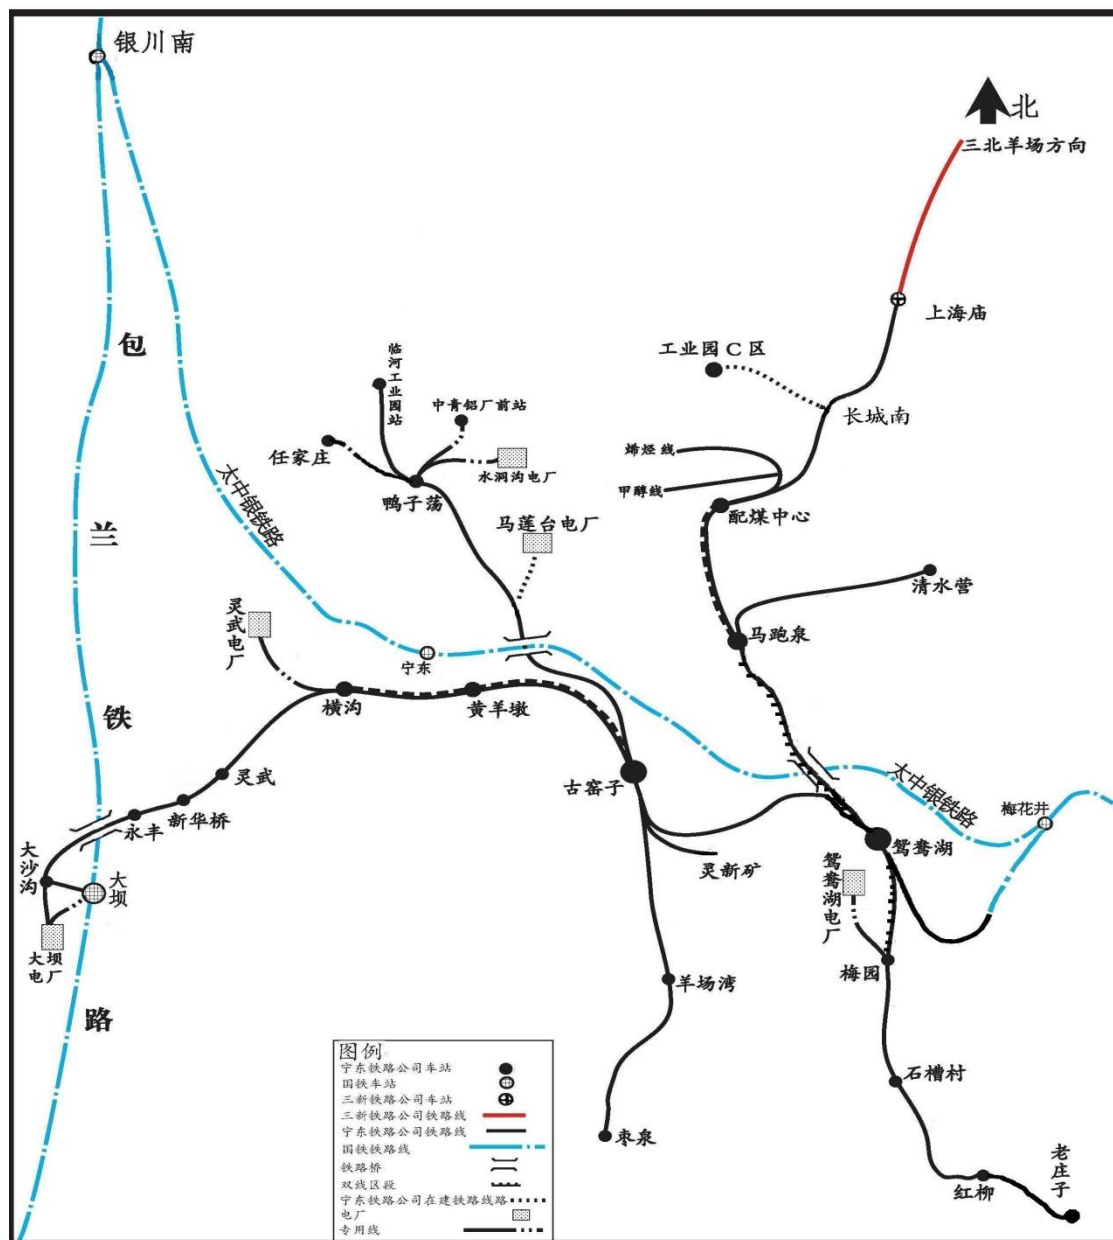 银川南
北
三北羊场方向
上海庙
包
兰
铁
路
工业园C区
长城南
临河工业园站
中青铝厂前站
任家庄
水洞沟电厂
鸭子荡
烯烃线
甲醇线
配煤中心
太中银铁路
马莲台电厂
清水营
灵武电厂
马跑泉
宁东
横沟
黄羊墩
古窑子
灵武
太中银铁路
梅花井
新华桥
永丰
鸳鸯湖
灵新矿
大沙沟
大坝
鸳鸯湖电厂
大坝
电厂
梅园
羊场湾
石槽村
枣泉
红柳
老庄子
图例
宁东铁路公司车站
国铁车站
三新铁路公司车站
三新铁路公司铁路线
宁东铁路公司铁路线
国铁铁路线
铁路桥
双线区段
宁东铁路公司在建铁路线路
电厂
专用线